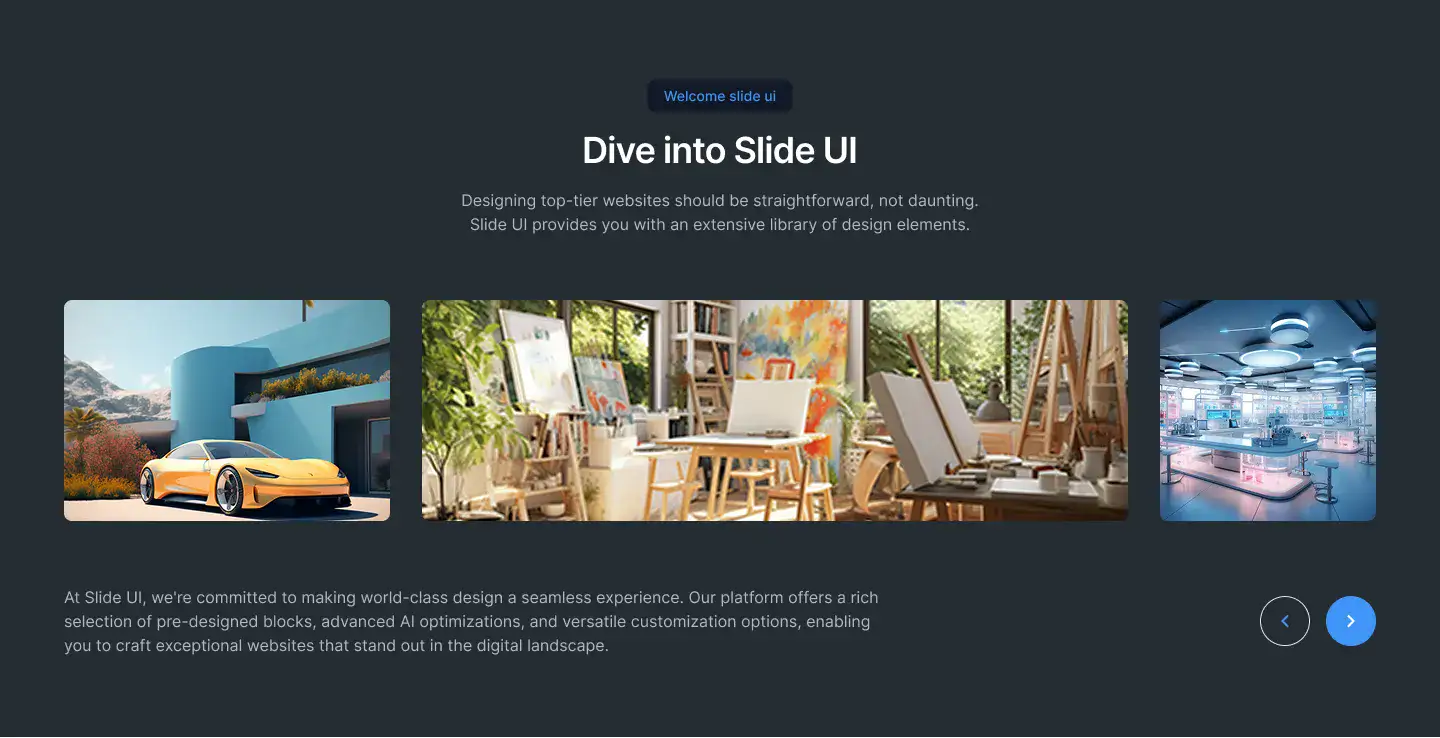 Welcome slide ui
Dive into Slide UI
Designing top-tier websites should be straightforward, not daunting.
Slide UI provides you with an extensive library of design elements.
At Slide UI, we're committed to making world-class design a seamless experience. Our platform offers a rich
selection of pre-designed blocks, advanced AI optimizations, and versatile customization options, enabling
you to craft exceptional websites that stand out in the digital landscape.